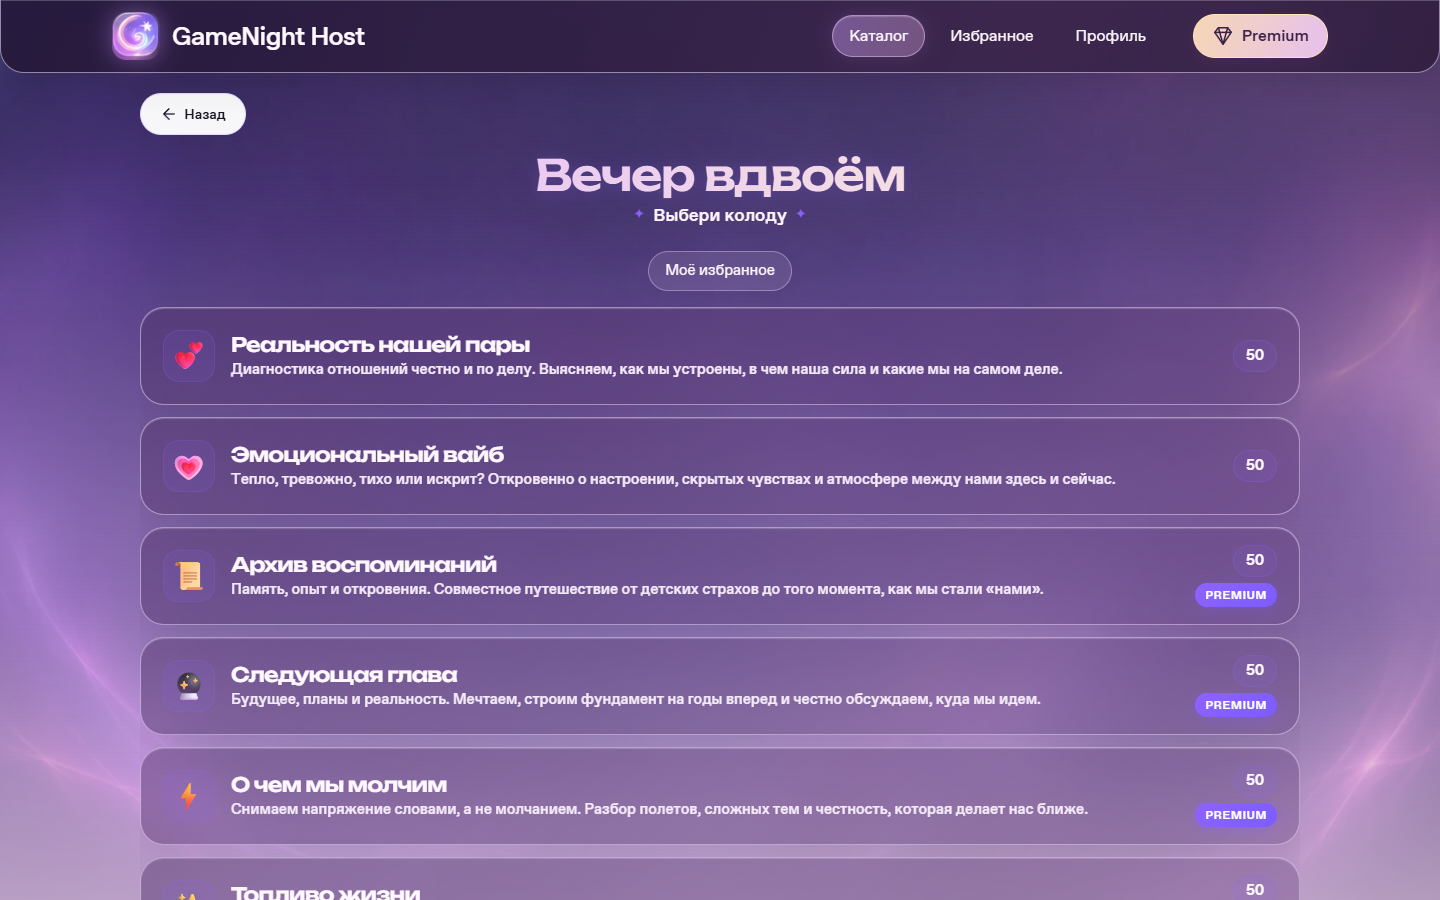 GameNight Host
Каталог
Избранное
Профиль
Premium
Назад
Вечер вдвоём
Выбери колоду
Моё избранное
Реальность нашей пары
Диагностика отношений честно и по делу. Выясняем, как мы устроены, в чем наша сила и какие мы на самом деле.
50
Эмоциональный вайб
Тепло, тревожно, тихо или искрит? Откровенно о настроении, скрытых чувствах и атмосфере между нами здесь и сейчас.
50
Архив воспоминаний
Память, опыт и откровения. Совместное путешествие от детских страхов до того момента, как мы стали «нами».
50
PREMIUM
Следующая глава
Будущее, планы и реальность. Мечтаем, строим фундамент на годы вперед и честно обсуждаем, куда мы идем.
50
PREMIUM
О чем мы молчим
Снимаем напряжение словами, а не молчанием. Разбор полетов, сложных тем и честность, которая делает нас ближе.
50
PREMIUM
Топливо жизни
50